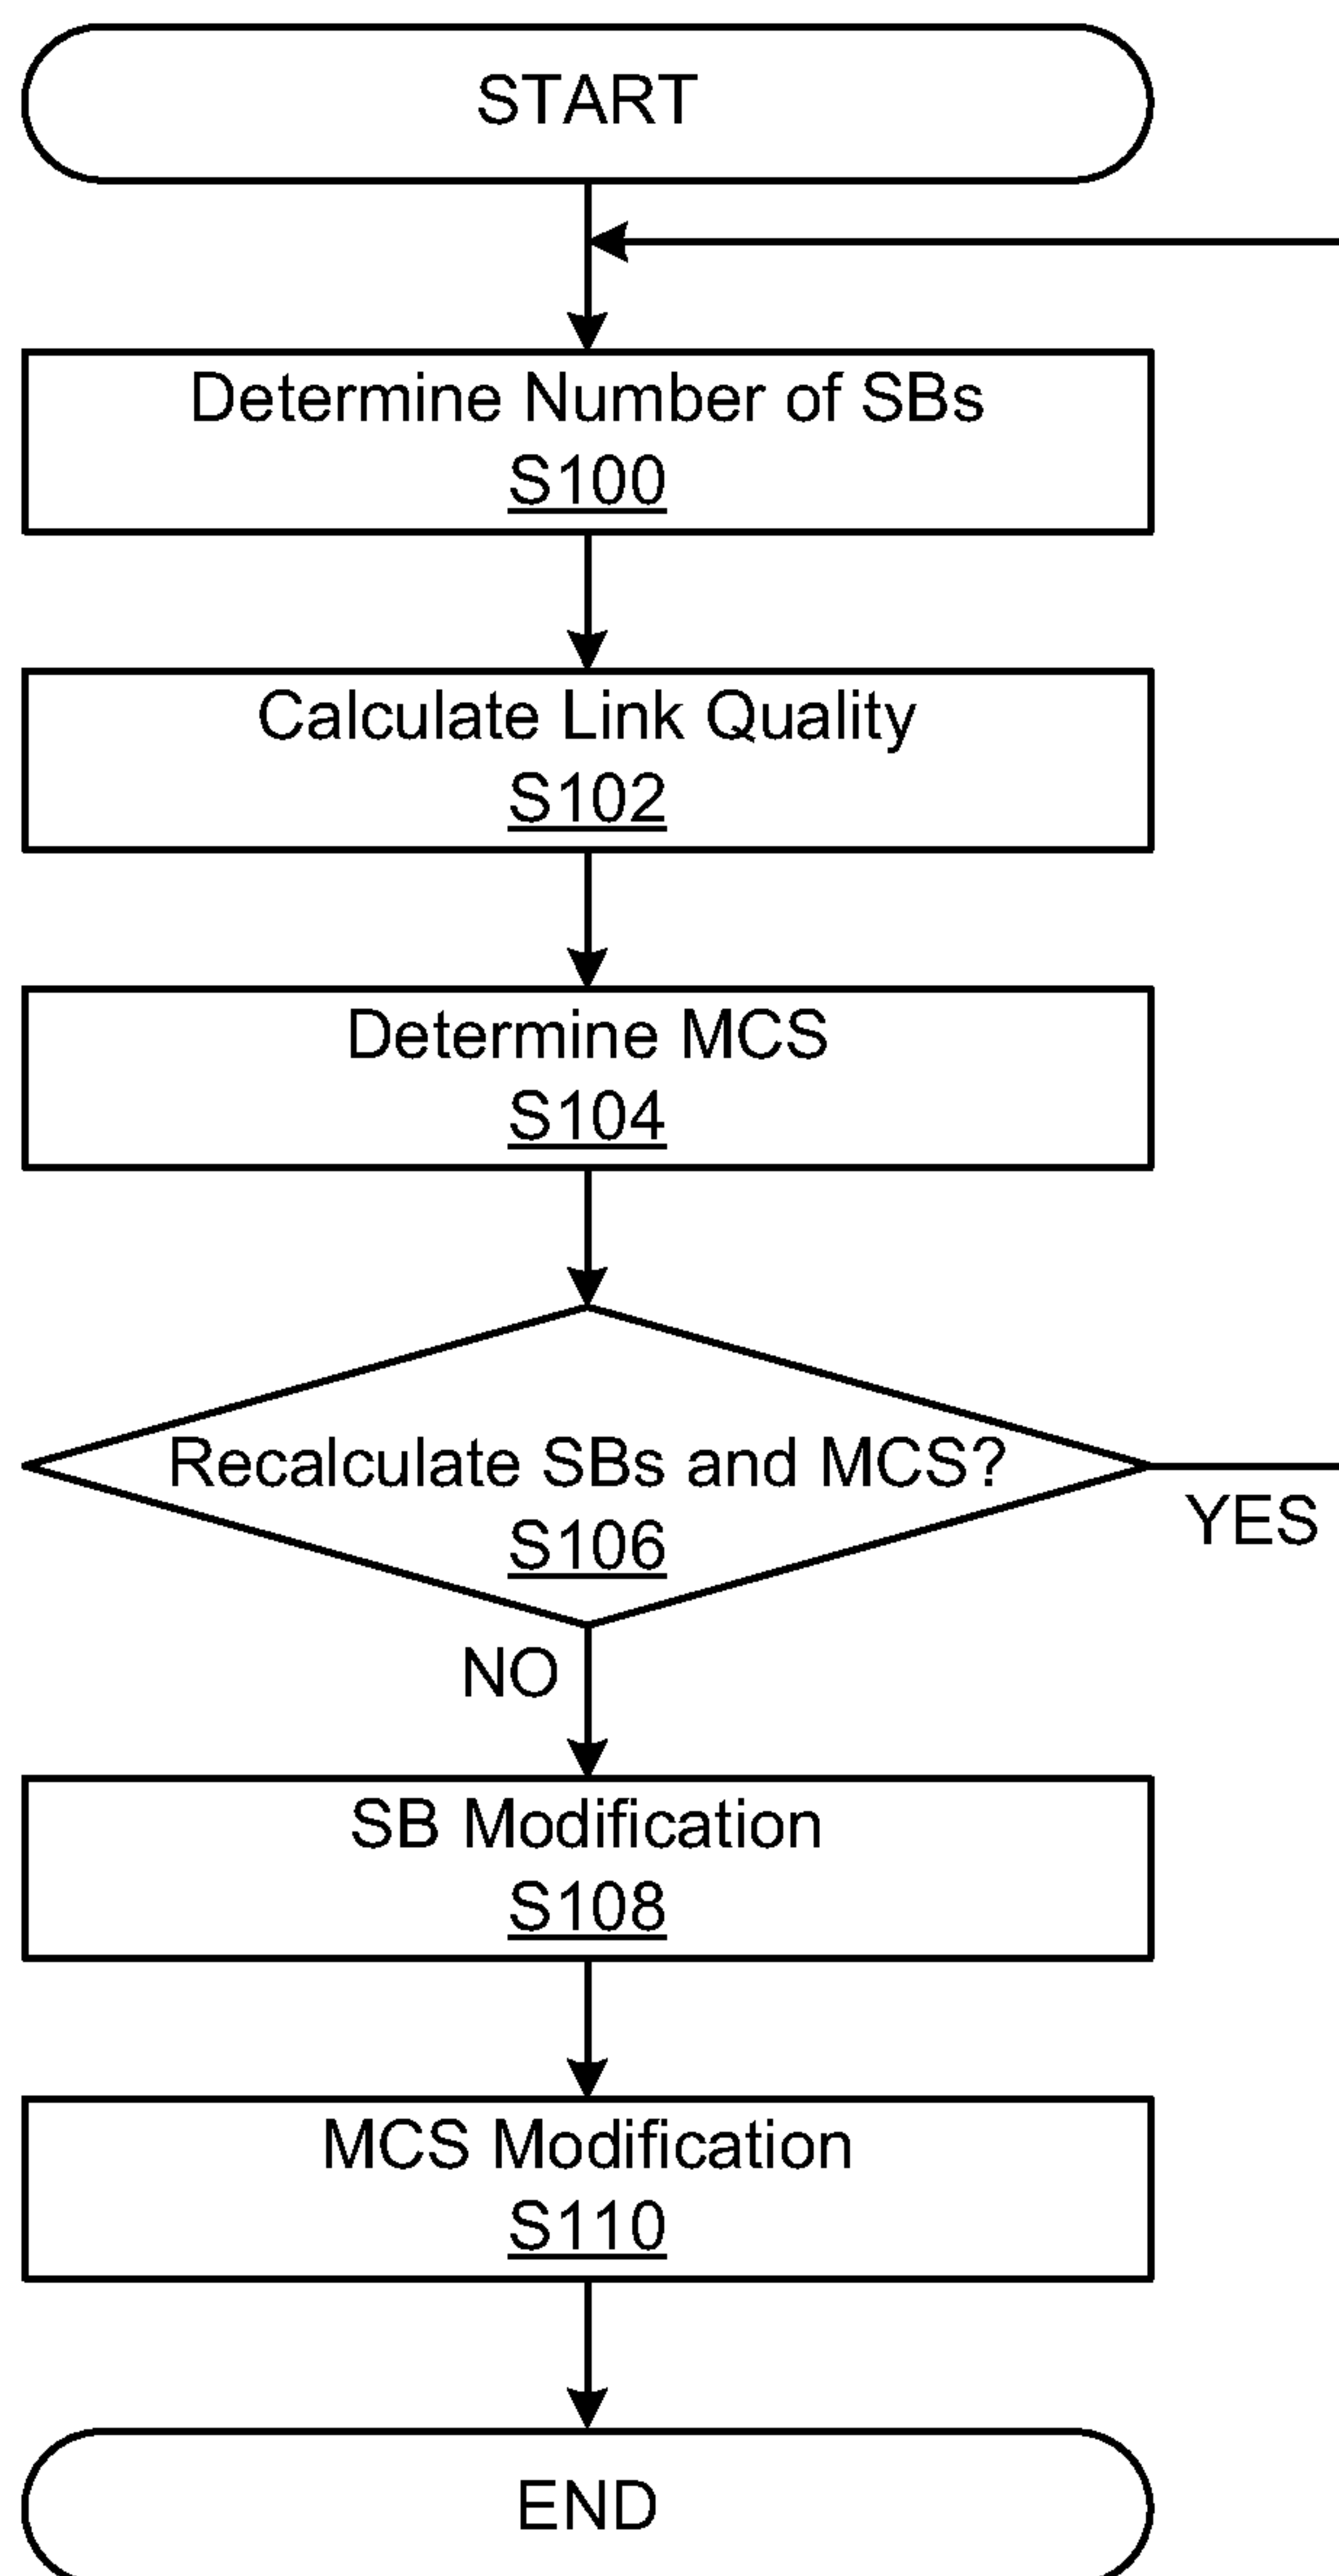 START
Determine Number of SBs
S100
Calculate Link Quality
S102
Determine MCS
S104
Recalculate SBs and MCS?
S106
YES
NO
SB Modification
S108
MCS Modification
S110
END